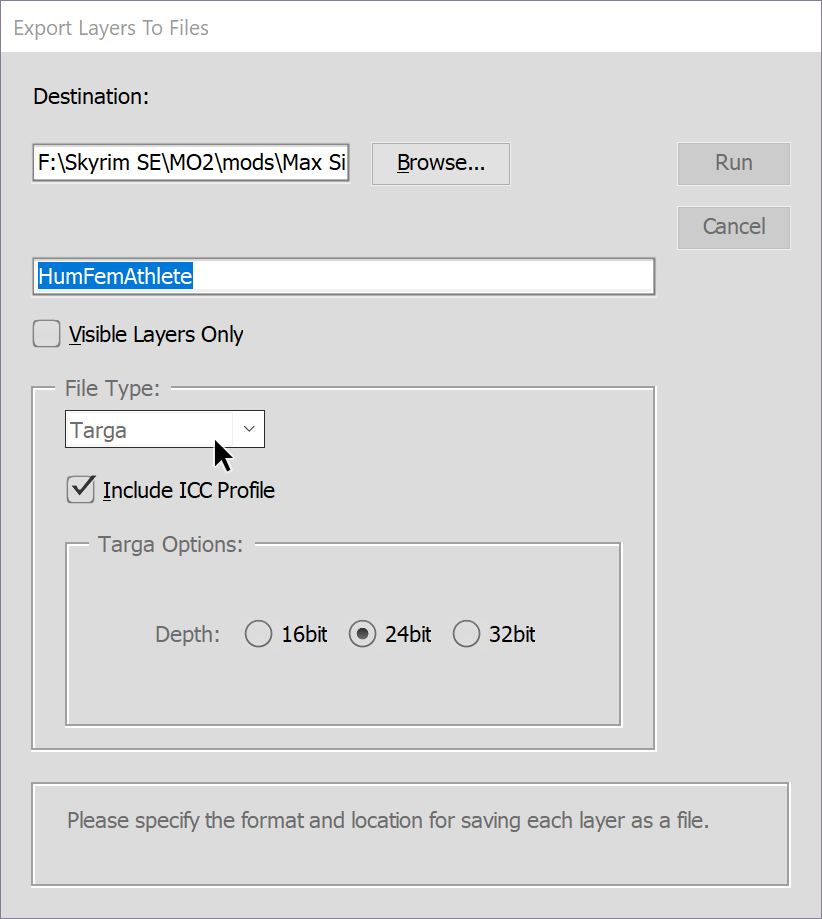 Export Layers To Files
Destination:
F:\Skyrim SE\MO2\mods\Max Si
Browse...
Run
Cancel
HumFemAthlete
Visible Layers Only
File Type:
Targa
Include ICC Profile
Targa Options:
Depth: 16bit 24bit 32bit
Please specify the format and location for saving each layer as a file.